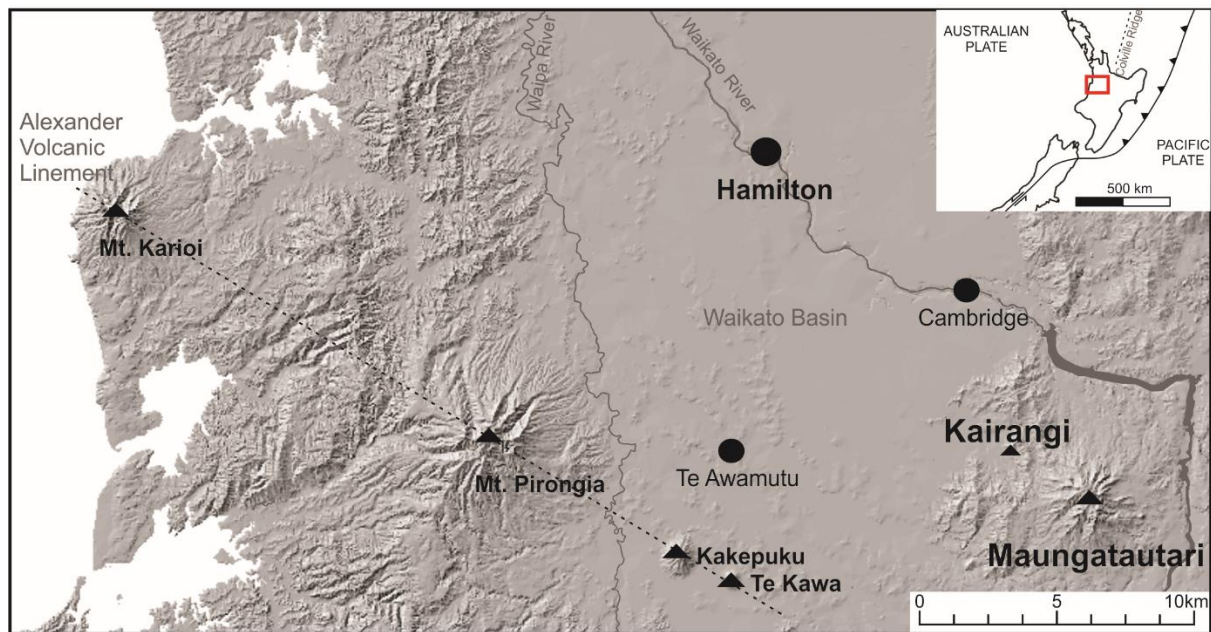 AUSTRALIAN
PLATE
Colville Ridge
PACIFIC
PLATE
500 km
Waipa River
Waikato River
Alexander
Volcanic
Linement
Hamilton
Mt. Karioi
Waikato Basin
Cambridge
Kairangi
Te Awamutu
Mt. Pirongia
Maungatautari
Kakepuku
Te Kawa
0 5 10km